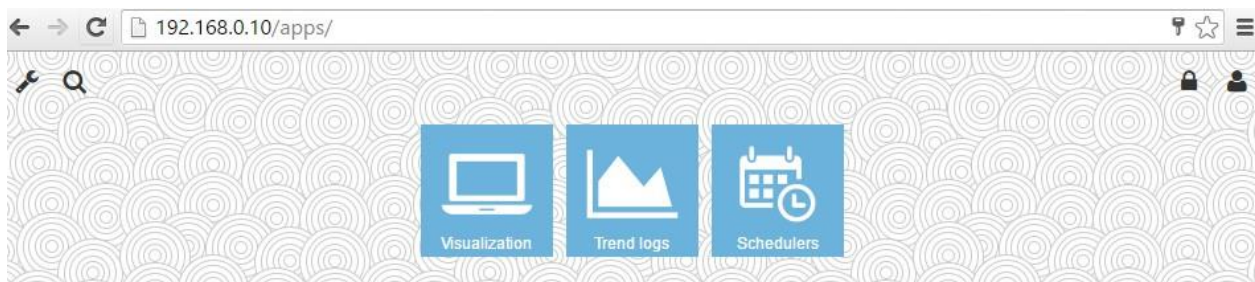 192.168.0.10/apps/
Visualization
Trend logs
Schedulers